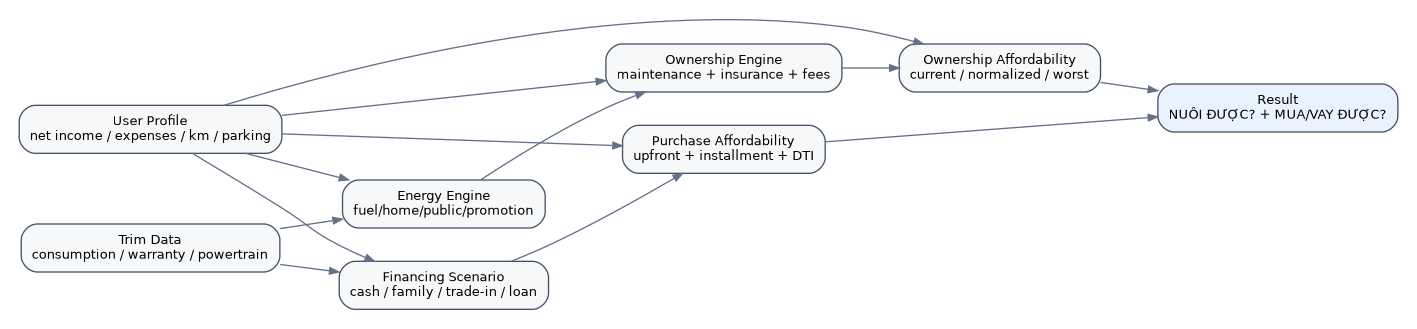 User Profile
net income / expenses / km / parking
Trim Data
consumption / warranty / powertrain
Energy Engine
fuel/home/public/promotion
Financing Scenario
cash / family / trade-in / loan
Ownership Engine
maintenance + insurance + fees
Purchase Affordability
upfront + installment + DTI
Ownership Affordability
current / normalized / worst
Result
NUÔI ĐƯỢC? + MUA/VAY ĐƯỢC?